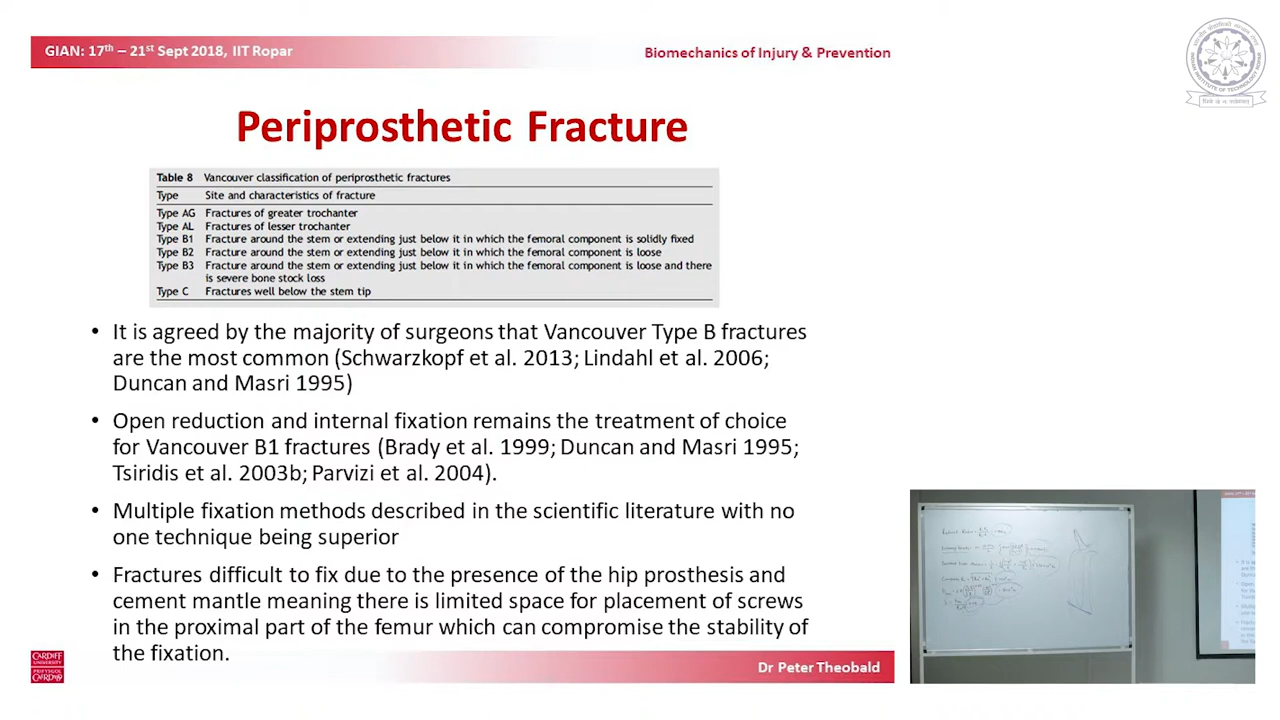 GIAN: 17th – 21st Sept 2018, IIT Ropar
Biomechanics of Injury & Prevention
Periprosthetic Fracture
Table 8 Vancouver classification of periprosthetic fractures
Type Site and characteristics of fracture
Type AG Fractures of greater trochanter
Type AL Fractures of lesser trochanter
Type B1 Fracture around the stem or extending just below it in which the femoral component is solidly fixed
Type B2 Fracture around the stem or extending just below it in which the femoral component is loose
Type B3 Fracture around the stem or extending just below it in which the femoral component is loose and there
is severe bone stock loss
Type C Fractures well below the stem tip
• It is agreed by the majority of surgeons that Vancouver Type B fractures
are the most common (Schwarzkopf et al. 2013; Lindahl et al. 2006;
Duncan and Masri 1995)
• Open reduction and internal fixation remains the treatment of choice
for Vancouver B1 fractures (Brady et al. 1999; Duncan and Masri 1995;
Tsiridis et al. 2003b; Parvizi et al. 2004).
• Multiple fixation methods described in the scientific literature with no
one technique being superior
• Fractures difficult to fix due to the presence of the hip prosthesis and
cement mantle meaning there is limited space for placement of screws
in the proximal part of the femur which can compromise the stability of
the fixation.
CARDIFF
UNIVERSITY
PRIFYSGOL
CAERDYDD
Dr Peter Theobald